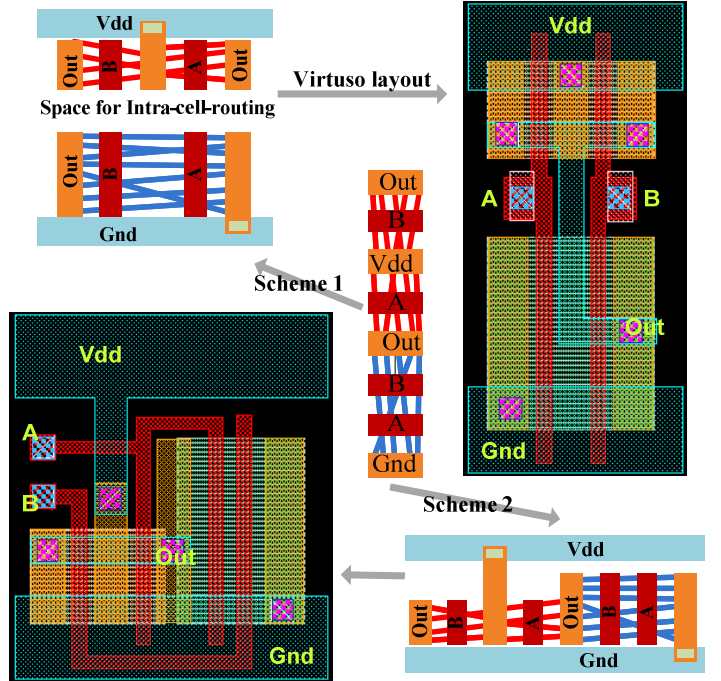 Vdd
Out
B
A
Out
Space for Intra-cell-routing
Out
B
A
Gnd
Virtuso layout
Vdd
A
B
Out
Gnd
Out
B
Vdd
A
Out
B
A
Gnd
Scheme 1
Scheme 2
Vdd
A
B
Out
Gnd
Vdd
Out
B
A
Out
B
A
Gnd